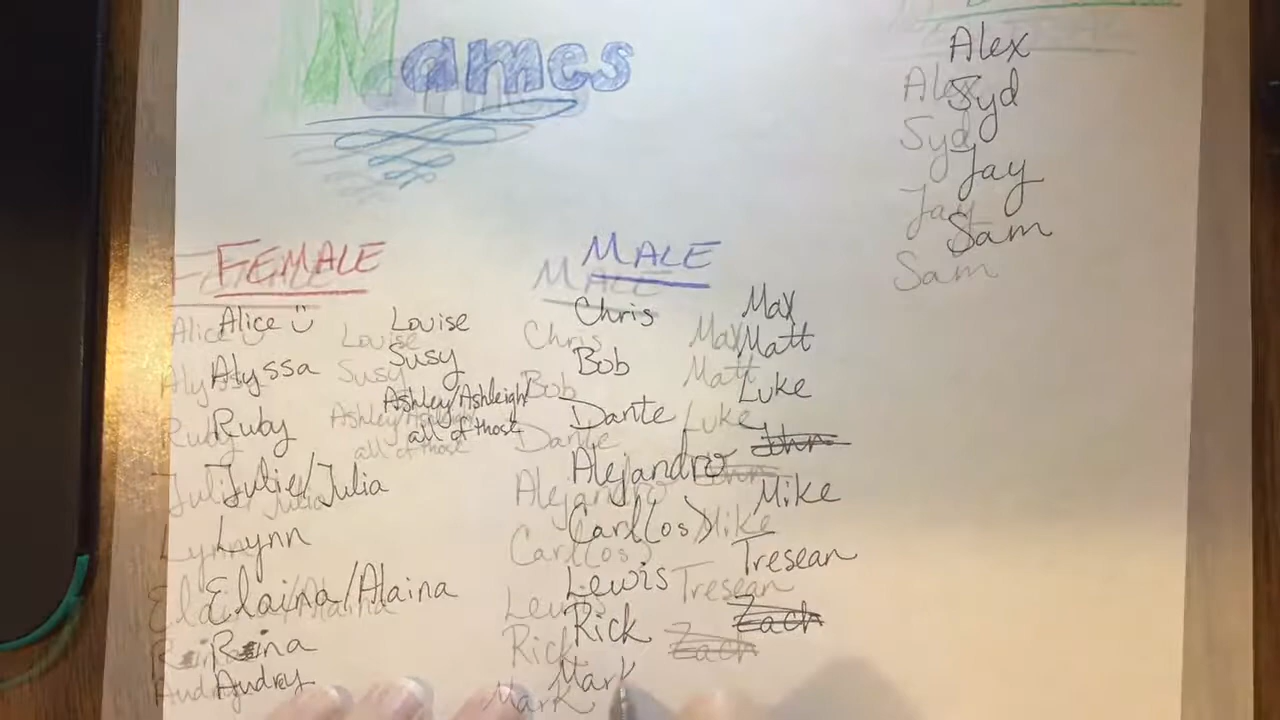 Names
Alex
Syd
Jay
Sam
FEMALE
Alice
Alyssa
Ruby
Julie/Julia
Lynn
Elaina/Alaina
Raina
Audrey
Louise
Susy
Ashley/Ashleigh
all of those
MALE
Chris
Bob
Dante
Alejandro
Carl(os)
Lewis
Rick
Mark
Max
Matt
Luke
John
Mike
Tresean
Zach